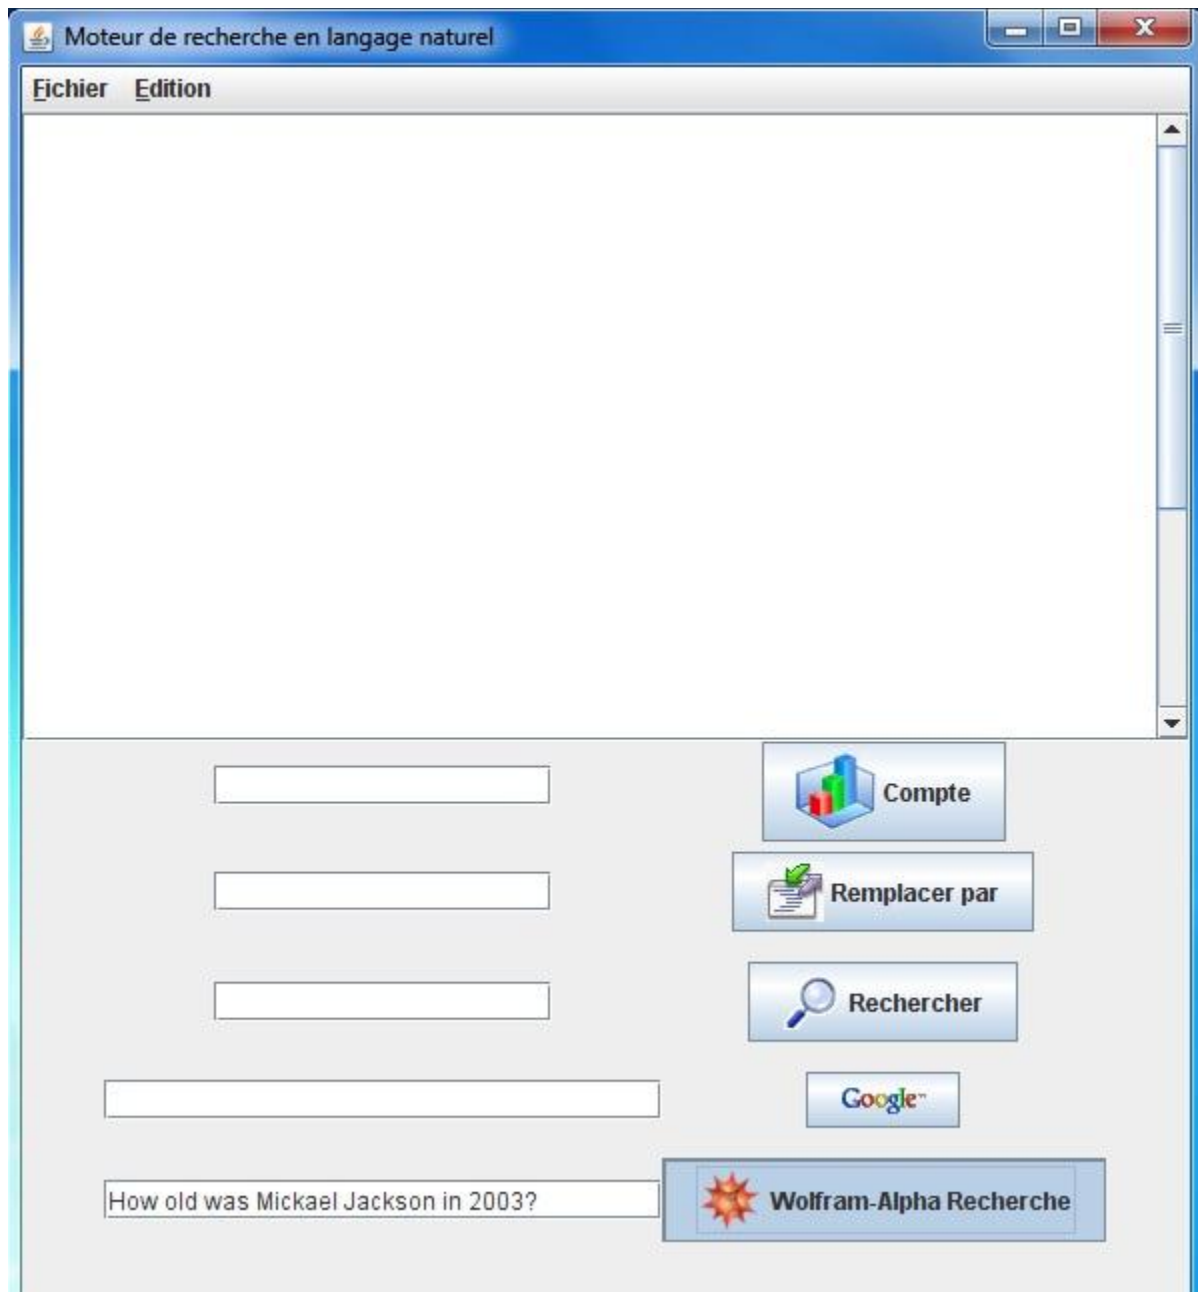 Moteur de recherche en langage naturel
Fichier Edition
Compte
Remplacer par
Rechercher
Google™
How old was Mickael Jackson in 2003? Wolfram-Alpha Recherche